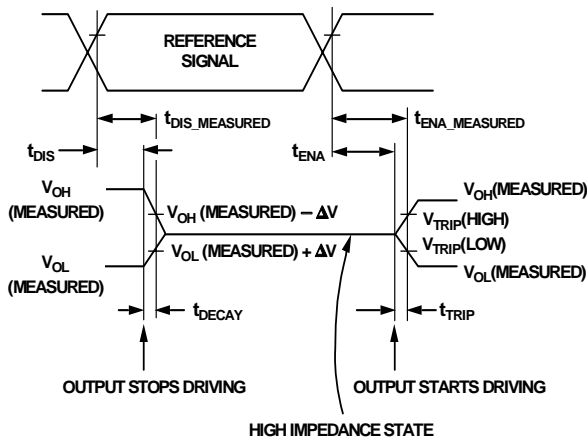 REFERENCE
SIGNAL
tDIS_MEASURED
tENA_MEASURED
tDIS
tENA
VOH
(MEASURED)
VOH (MEASURED) − ΔV
VOL (MEASURED) + ΔV
VOH(MEASURED)
VTRIP(HIGH)
VTRIP(LOW)
VOL(MEASURED)
VOL
(MEASURED)
tDECAY
tTRIP
OUTPUT STOPS DRIVING
OUTPUT STARTS DRIVING
HIGH IMPEDANCE STATE